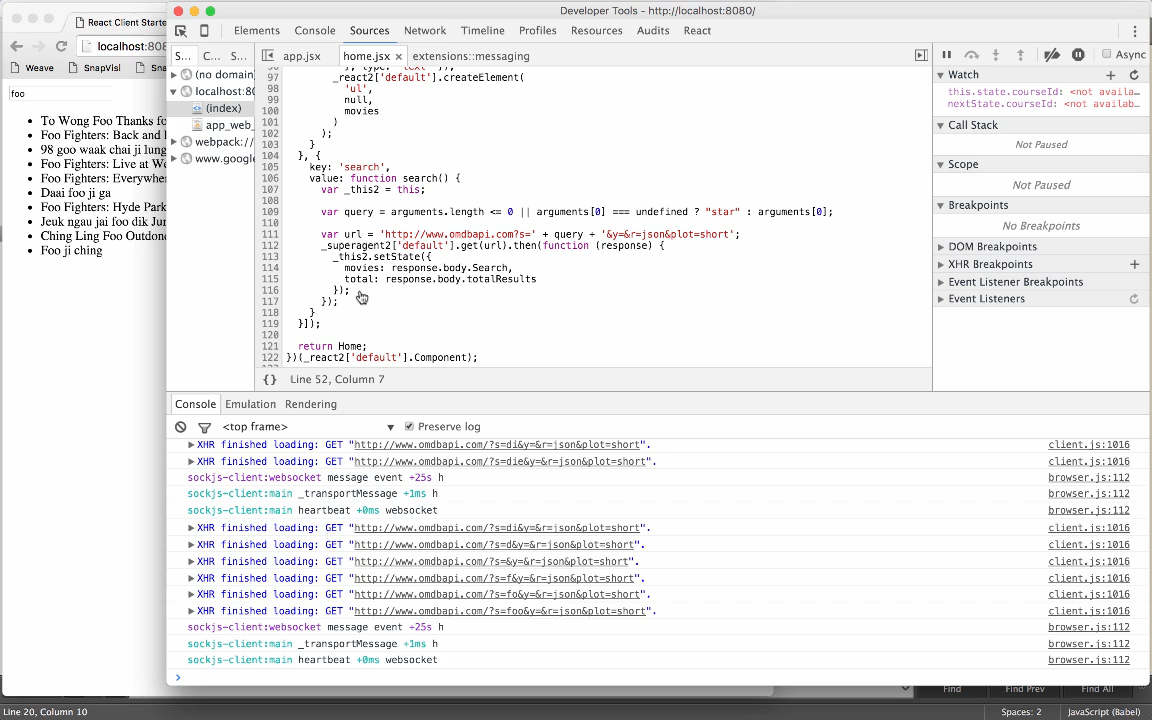 Developer Tools - http://localhost:8080/
React Client Starte
localhost:808
Weave
SnapVisi
Sna
foo
To Wong Foo Thanks fo
Foo Fighters: Back and
98 goo waak chai ji lung
Foo Fighters: Live at We
Foo Fighters: Everywher
Daai foo ji ga
Foo Fighters: Hyde Park
Jeuk ngau jai foo dik Jun
Ching Ling Foo Outdone
Foo ji ching
Elements Console Sources Network Timeline Profiles Resources Audits React
S... C... S...
app.jsx home.jsx × extensions::messaging
Async
(no domain)
localhost:80
(index)
app_web_
webpack://
www.google
97 _react2['default'].createElement(
98 'ul',
99 null,
100 movies
101 )
102 );
103 }
104 }, {
105 key: 'search',
106 value: function search() {
107 var _this2 = this;
108
109 var query = arguments.length <= 0 || arguments[0] === undefined ? "star" : arguments[0];
110
111 var url = 'http://www.omdbapi.com?s=' + query + '&y=&r=json&plot=short';
112 _superagent2['default'].get(url).then(function (response) {
113 _this2.setState({
114 movies: response.body.Search,
115 total: response.body.totalResults
116 });
117 });
118 }
119 }]);
120
121 return Home;
122 })(_react2['default'].Component);
{} Line 52, Column 7
Watch
this.state.courseId: <not availa…
nextState.courseId: <not availab…
Call Stack
Not Paused
Scope
Not Paused
Breakpoints
No Breakpoints
DOM Breakpoints
XHR Breakpoints
Event Listener Breakpoints
Event Listeners
Console Emulation Rendering
<top frame> Preserve log
XHR finished loading: GET "http://www.omdbapi.com/?s=di&y=&r=json&plot=short". client.js:1016
XHR finished loading: GET "http://www.omdbapi.com/?s=die&y=&r=json&plot=short". client.js:1016
sockjs-client:websocket message event +25s h browser.js:112
sockjs-client:main _transportMessage +1ms h browser.js:112
sockjs-client:main heartbeat +0ms websocket browser.js:112
XHR finished loading: GET "http://www.omdbapi.com/?s=di&y=&r=json&plot=short". client.js:1016
XHR finished loading: GET "http://www.omdbapi.com/?s=d&y=&r=json&plot=short". client.js:1016
XHR finished loading: GET "http://www.omdbapi.com/?s=&y=&r=json&plot=short". client.js:1016
XHR finished loading: GET "http://www.omdbapi.com/?s=f&y=&r=json&plot=short". client.js:1016
XHR finished loading: GET "http://www.omdbapi.com/?s=fo&y=&r=json&plot=short". client.js:1016
XHR finished loading: GET "http://www.omdbapi.com/?s=foo&y=&r=json&plot=short". client.js:1016
sockjs-client:websocket message event +25s h browser.js:112
sockjs-client:main _transportMessage +1ms h browser.js:112
sockjs-client:main heartbeat +0ms websocket browser.js:112
Find Find Prev Find All
Line 20, Column 10 Spaces: 2 JavaScript (Babel)